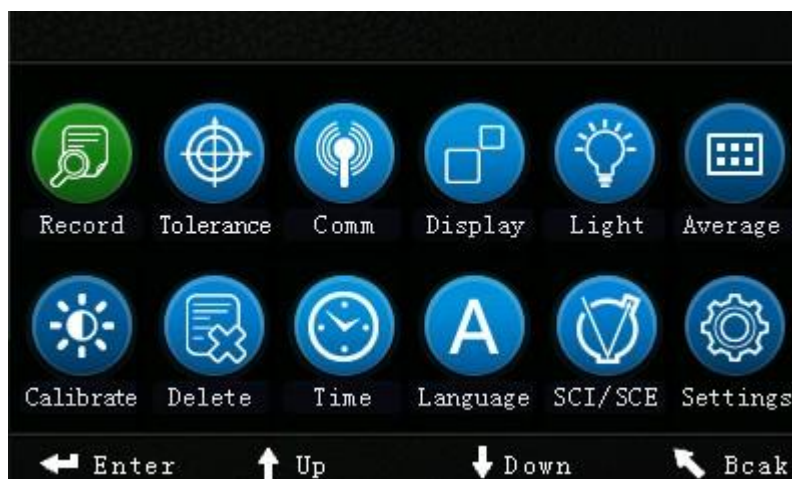 Record Tolerance Comm Display Light Average
Calibrate Delete Time A Language SCI/SCE Settings
Enter Up Down Bcak